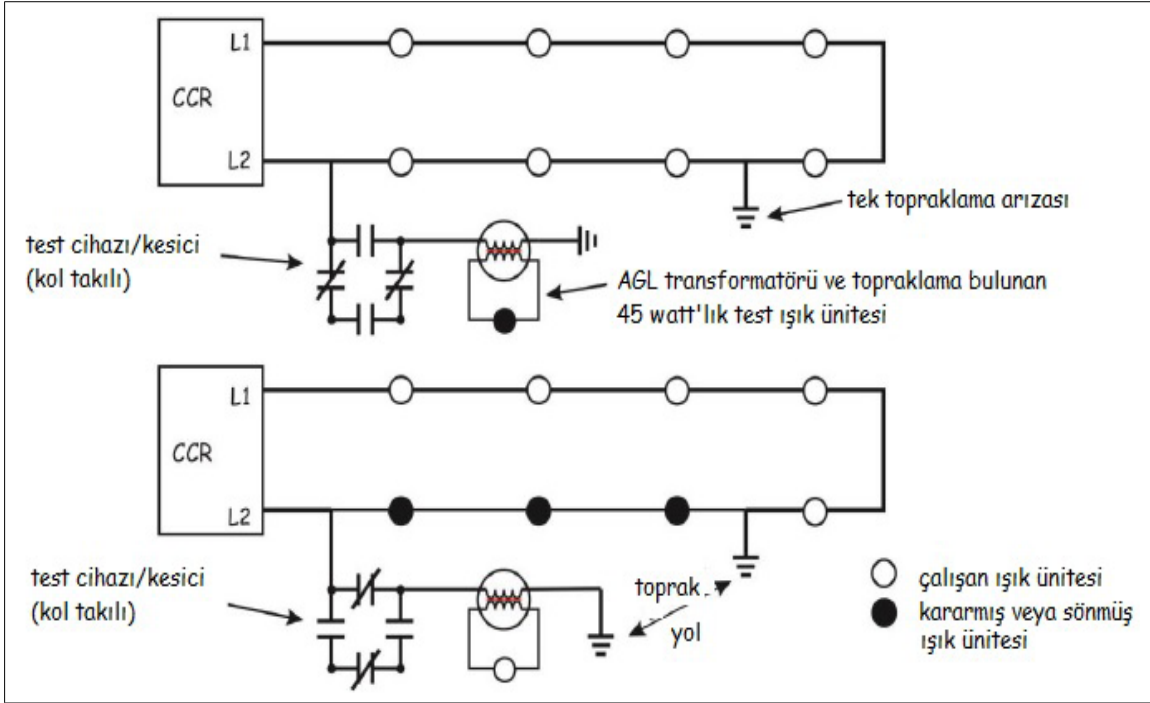 L1
CCR
L2
tek topraklama arızası
test cihazı/kesici
(kol takılı)
AGL transformatörü ve topraklama bulunan
45 watt'lık test ışık ünitesi
L1
CCR
L2
test cihazı/kesici
(kol takılı)
toprak
yol
çalışan ışık ünitesi
kararmış veya sönmüş
ışık ünitesi